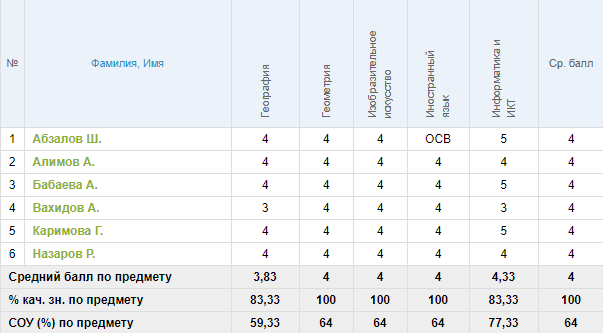 № Фамилия, Имя География Геометрия Изобразительное искусство Иностранный язык Информатика и ИКТ Ср. балл
1 Абзалов Ш. 4 4 4 ОСВ 5 4
2 Алимов А. 4 4 4 4 4 4
3 Бабаева А. 4 4 4 4 5 4
4 Вахидов А. 3 4 4 4 3 4
5 Каримова Г. 4 4 4 4 5 4
6 Назаров Р. 4 4 4 4 4 4
Средний балл по предмету 3,83 4 4 4 4,33 4
% кач. зн. по предмету 83,33 100 100 100 83,33 100
СОУ (%) по предмету 59,33 64 64 64 77,33 64